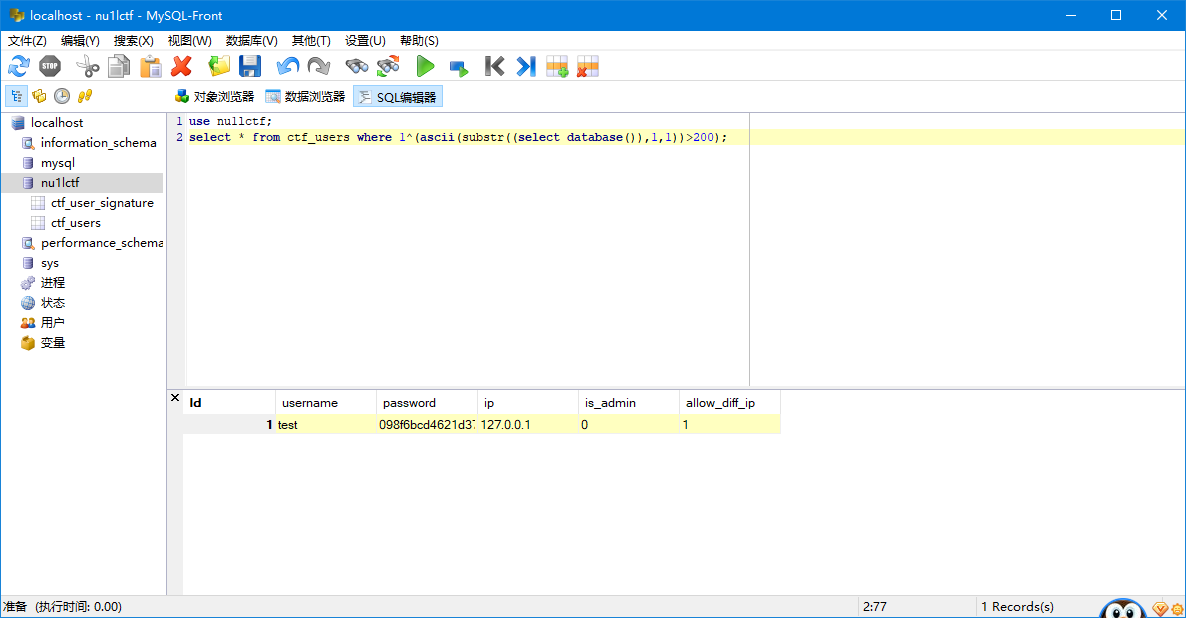 localhost - nu1lctf - MySQL-Front
文件(Z) 编辑(Y) 搜索(X) 视图(W) 数据库(V) 其他(T) 设置(U) 帮助(S)
STOP
对象浏览器 数据浏览器 SQL编辑器
localhost
information_schema
mysql
nu1lctf
ctf_user_signature
ctf_users
performance_schema
sys
进程
状态
用户
变量
1 use nu1lctf;
2 select * from ctf_users where 1^(ascii(substr((select database()),1,1))>200);
Id username password ip is_admin allow_diff_ip
1 test 098f6bcd4621d37 127.0.0.1 0 1
准备 (执行时间: 0.00) 2:77 1 Records(s)